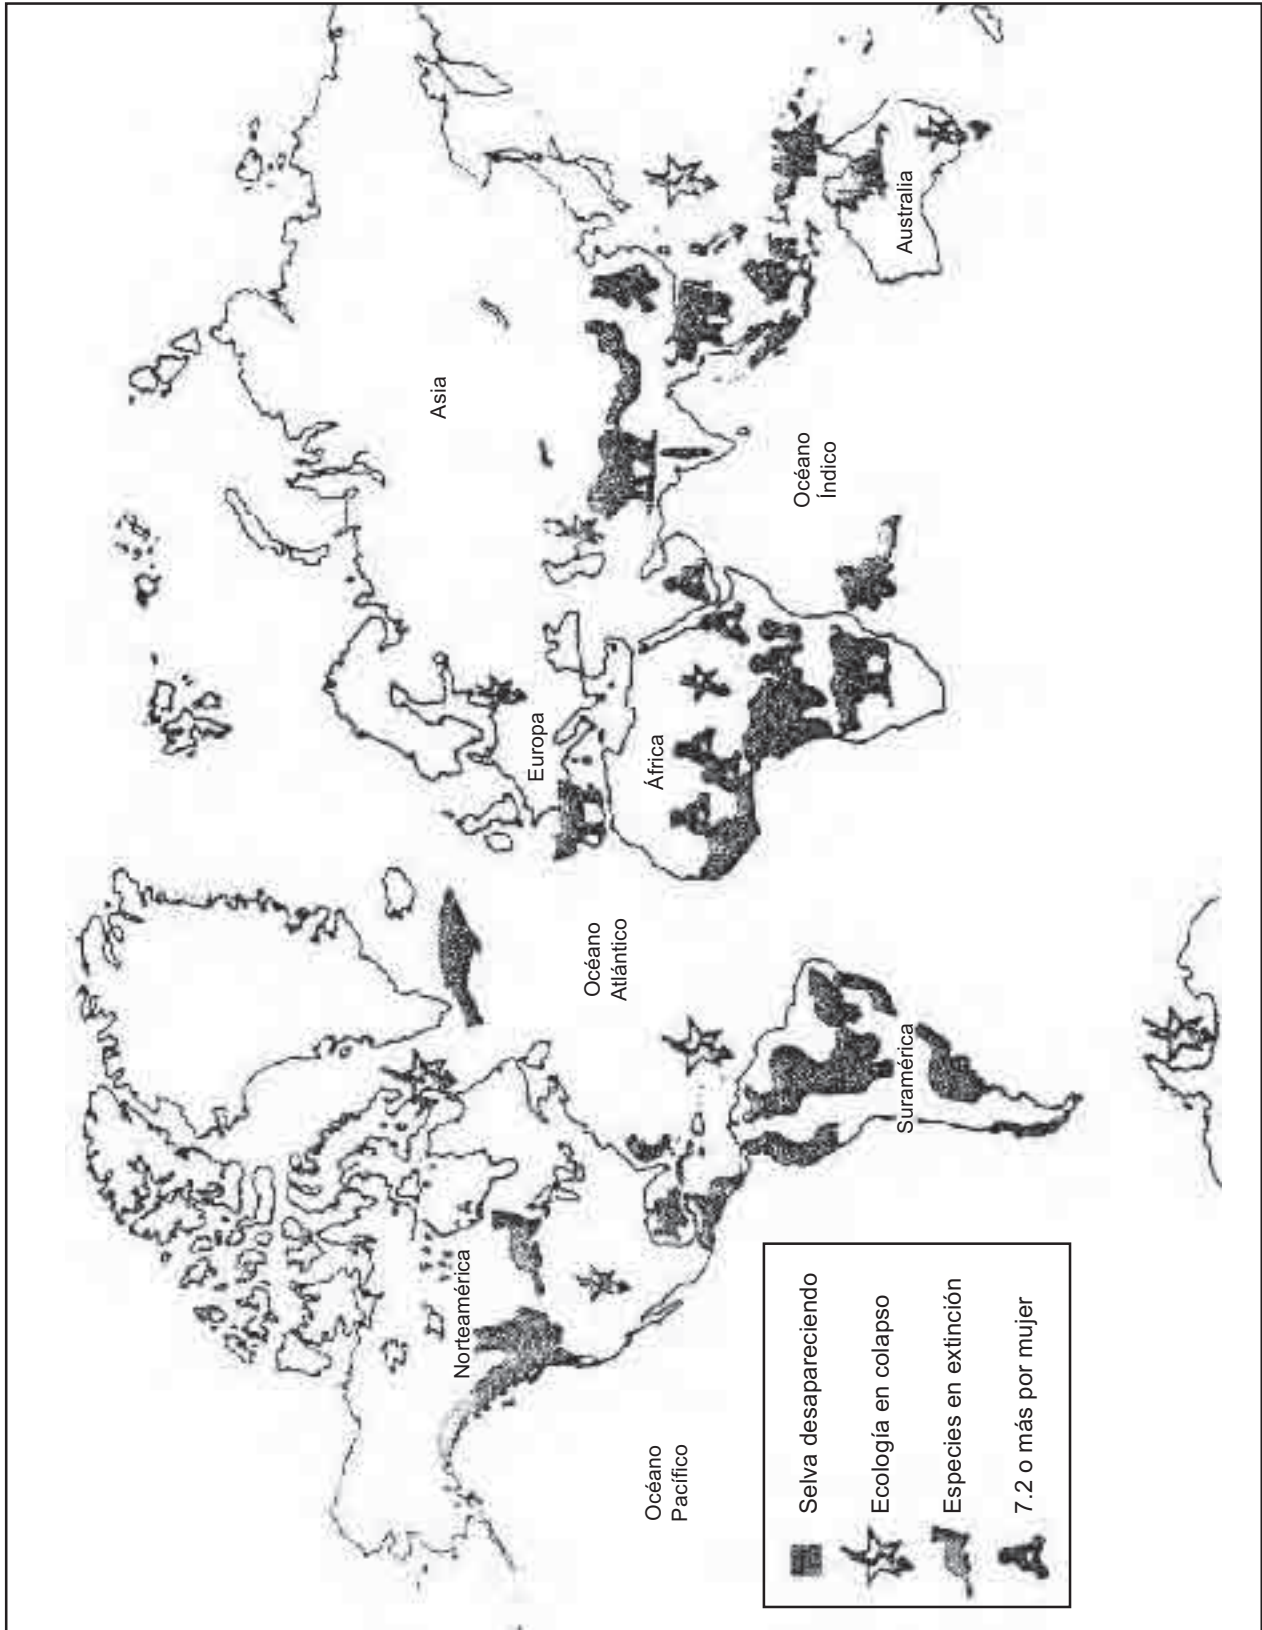 Norteamérica
Europa
Asia
Océano
Pacífico
Océano
Atlántico
África
Océano
Índico
Suramérica
Australia
Selva desapareciendo
Ecología en colapso
Especies en extinción
7.2 o más por mujer